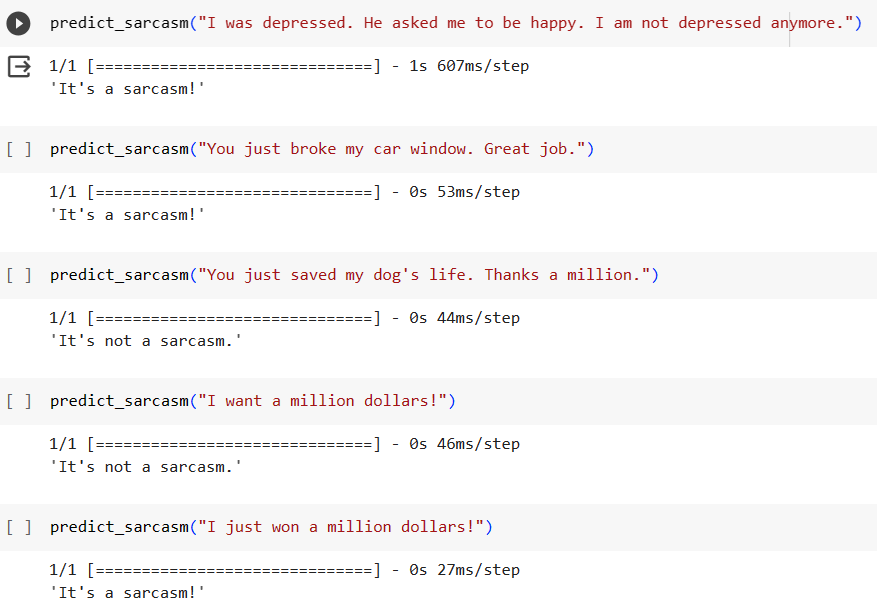 predict_sarcasm("I was depressed. He asked me to be happy. I am not depressed anymore.")
1/1 [==============================] - 1s 607ms/step
'It's a sarcasm!'
[ ] predict_sarcasm("You just broke my car window. Great job.")
1/1 [==============================] - 0s 53ms/step
'It's a sarcasm!'
[ ] predict_sarcasm("You just saved my dog's life. Thanks a million.")
1/1 [==============================] - 0s 44ms/step
'It's not a sarcasm.'
[ ] predict_sarcasm("I want a million dollars!")
1/1 [==============================] - 0s 46ms/step
'It's not a sarcasm.'
[ ] predict_sarcasm("I just won a million dollars!")
1/1 [==============================] - 0s 27ms/step
'It's a sarcasm!'